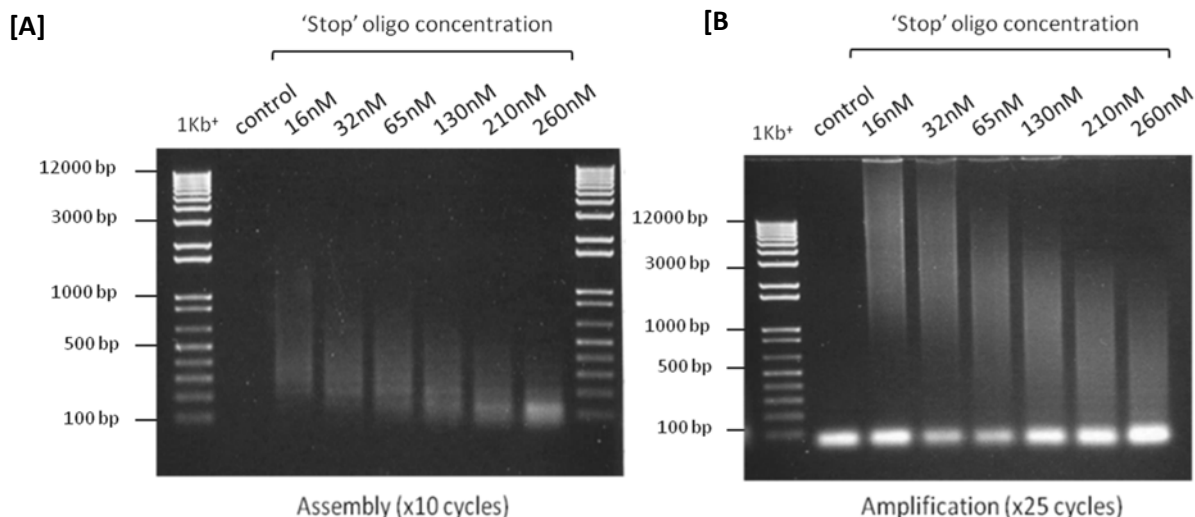 [A]
'Stop' oligo concentration
1Kb⁺ control 16nM 32nM 65nM 130nM 210nM 260nM
12000 bp
3000 bp
1000 bp
500 bp
100 bp
Assembly (x10 cycles)
[B
'Stop' oligo concentration
1Kb⁺ control 16nM 32nM 65nM 130nM 210nM 260nM
12000 bp
3000 bp
1000 bp
500 bp
100 bp
Amplification (x25 cycles)